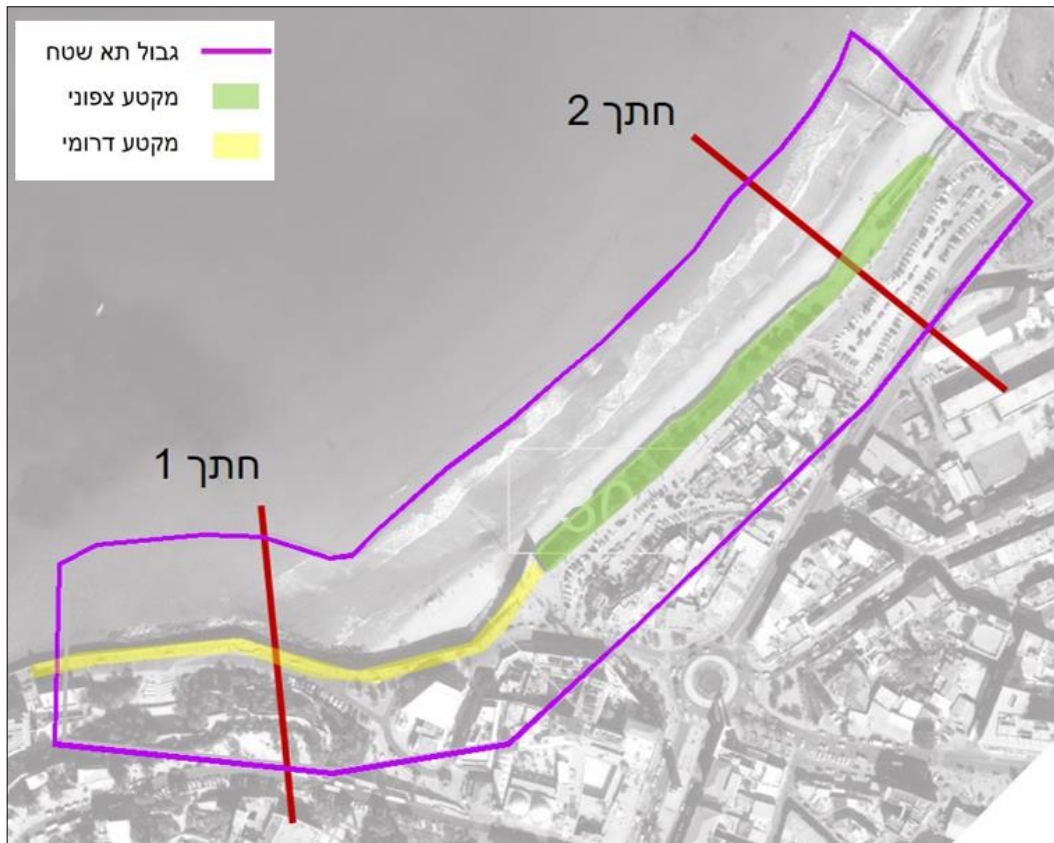 גבול תא שטח
מקטע צפוני
מקטע דרומי
חתך 2
חתך 1